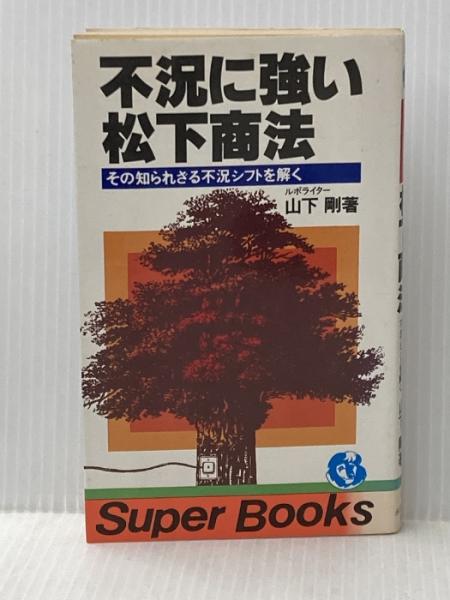 不況に強い
松下商法
その知られざる不況シフトを解く
ルポライター
山下 剛著
Super Books